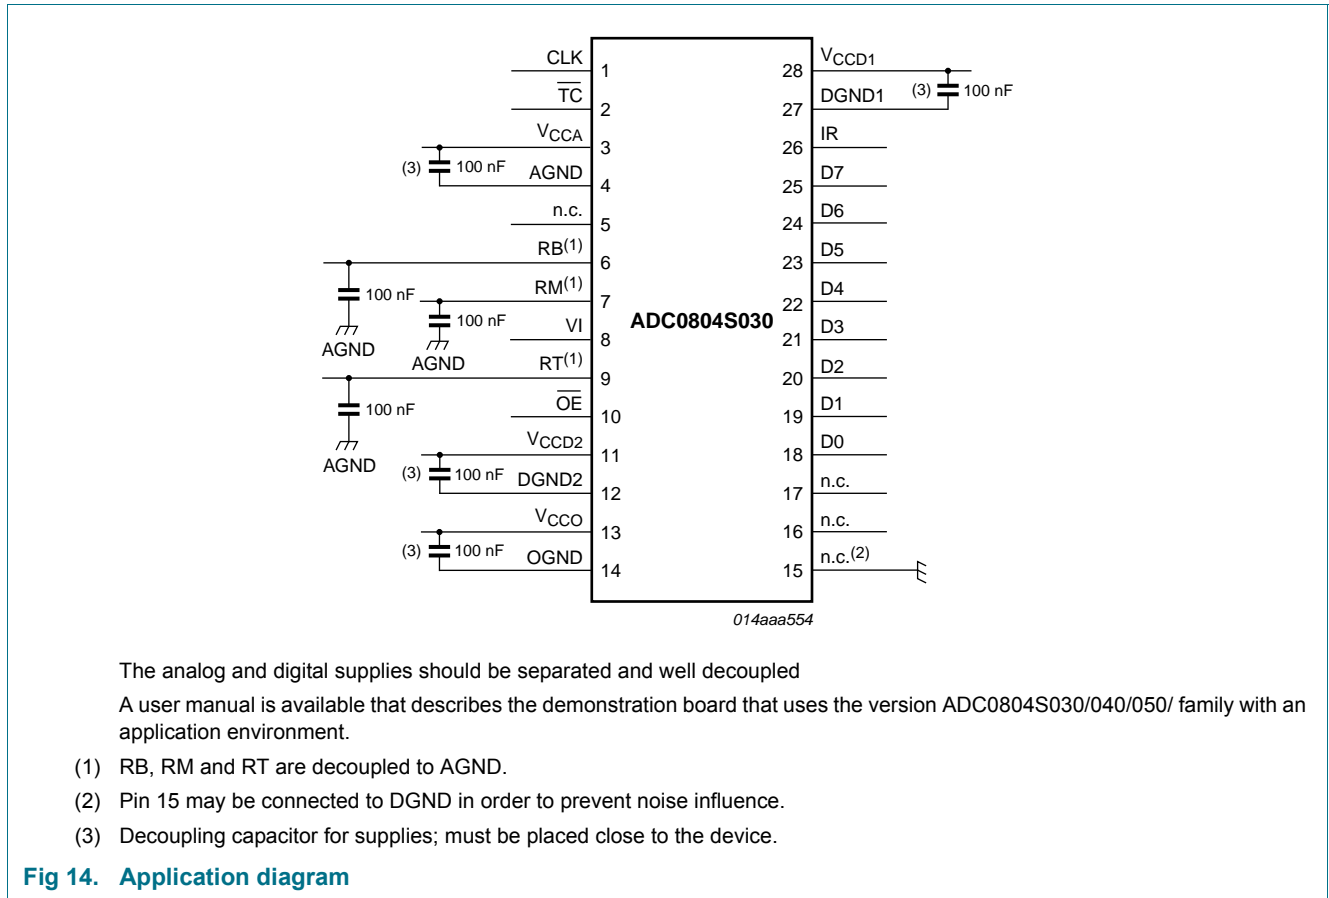 CLK 1 28 VCCD1
(3) 100 nF
TC 2 27 DGND1
VCCA 3 26 IR
(3) 100 nF AGND 4 25 D7
n.c. 5 24 D6
RB(1) 6 23 D5
100 nF RM(1) 7 22 D4
AGND 100 nF VI 8 ADC0804S030 21 D3
AGND RT(1) 9 20 D2
100 nF OE 10 19 D1
AGND VCCD2 11 18 D0
(3) 100 nF DGND2 12 17 n.c.
VCCO 13 16 n.c.
(3) 100 nF OGND 14 15 n.c.(2)
014aaa554
The analog and digital supplies should be separated and well decoupled
A user manual is available that describes the demonstration board that uses the version ADC0804S030/040/050/ family with an
application environment.
(1) RB, RM and RT are decoupled to AGND.
(2) Pin 15 may be connected to DGND in order to prevent noise influence.
(3) Decoupling capacitor for supplies; must be placed close to the device.
Fig 14. Application diagram